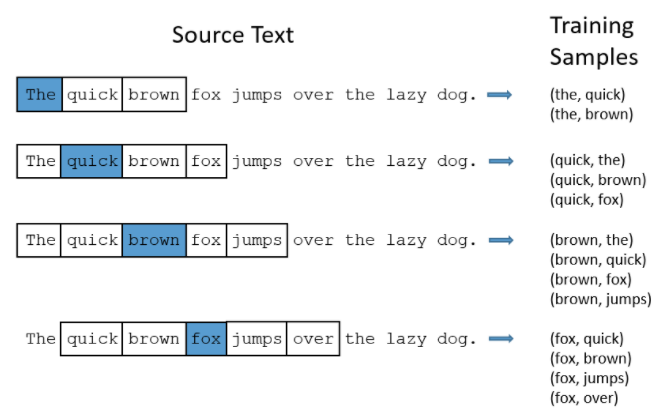 Source Text
Training
Samples
The quick brown fox jumps over the lazy dog.
(the, quick)
(the, brown)
The quick brown fox jumps over the lazy dog.
(quick, the)
(quick, brown)
(quick, fox)
The quick brown fox jumps over the lazy dog.
(brown, the)
(brown, quick)
(brown, fox)
(brown, jumps)
The quick brown fox jumps over the lazy dog.
(fox, quick)
(fox, brown)
(fox, jumps)
(fox, over)